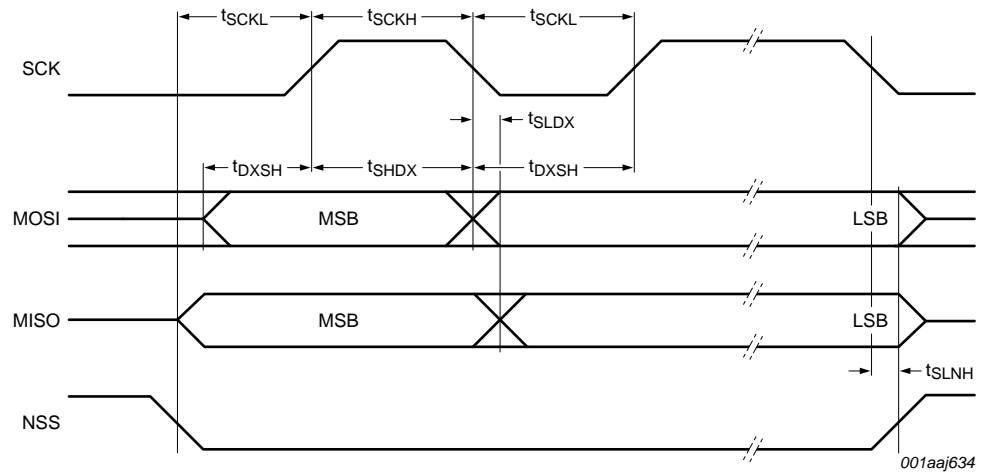 tSCKL tSCKH tSCKL
SCK
tSLDX
tDXSH tSHDX tDXSH
MOSI MSB LSB
MISO MSB LSB
tSLNH
NSS
001aaj634